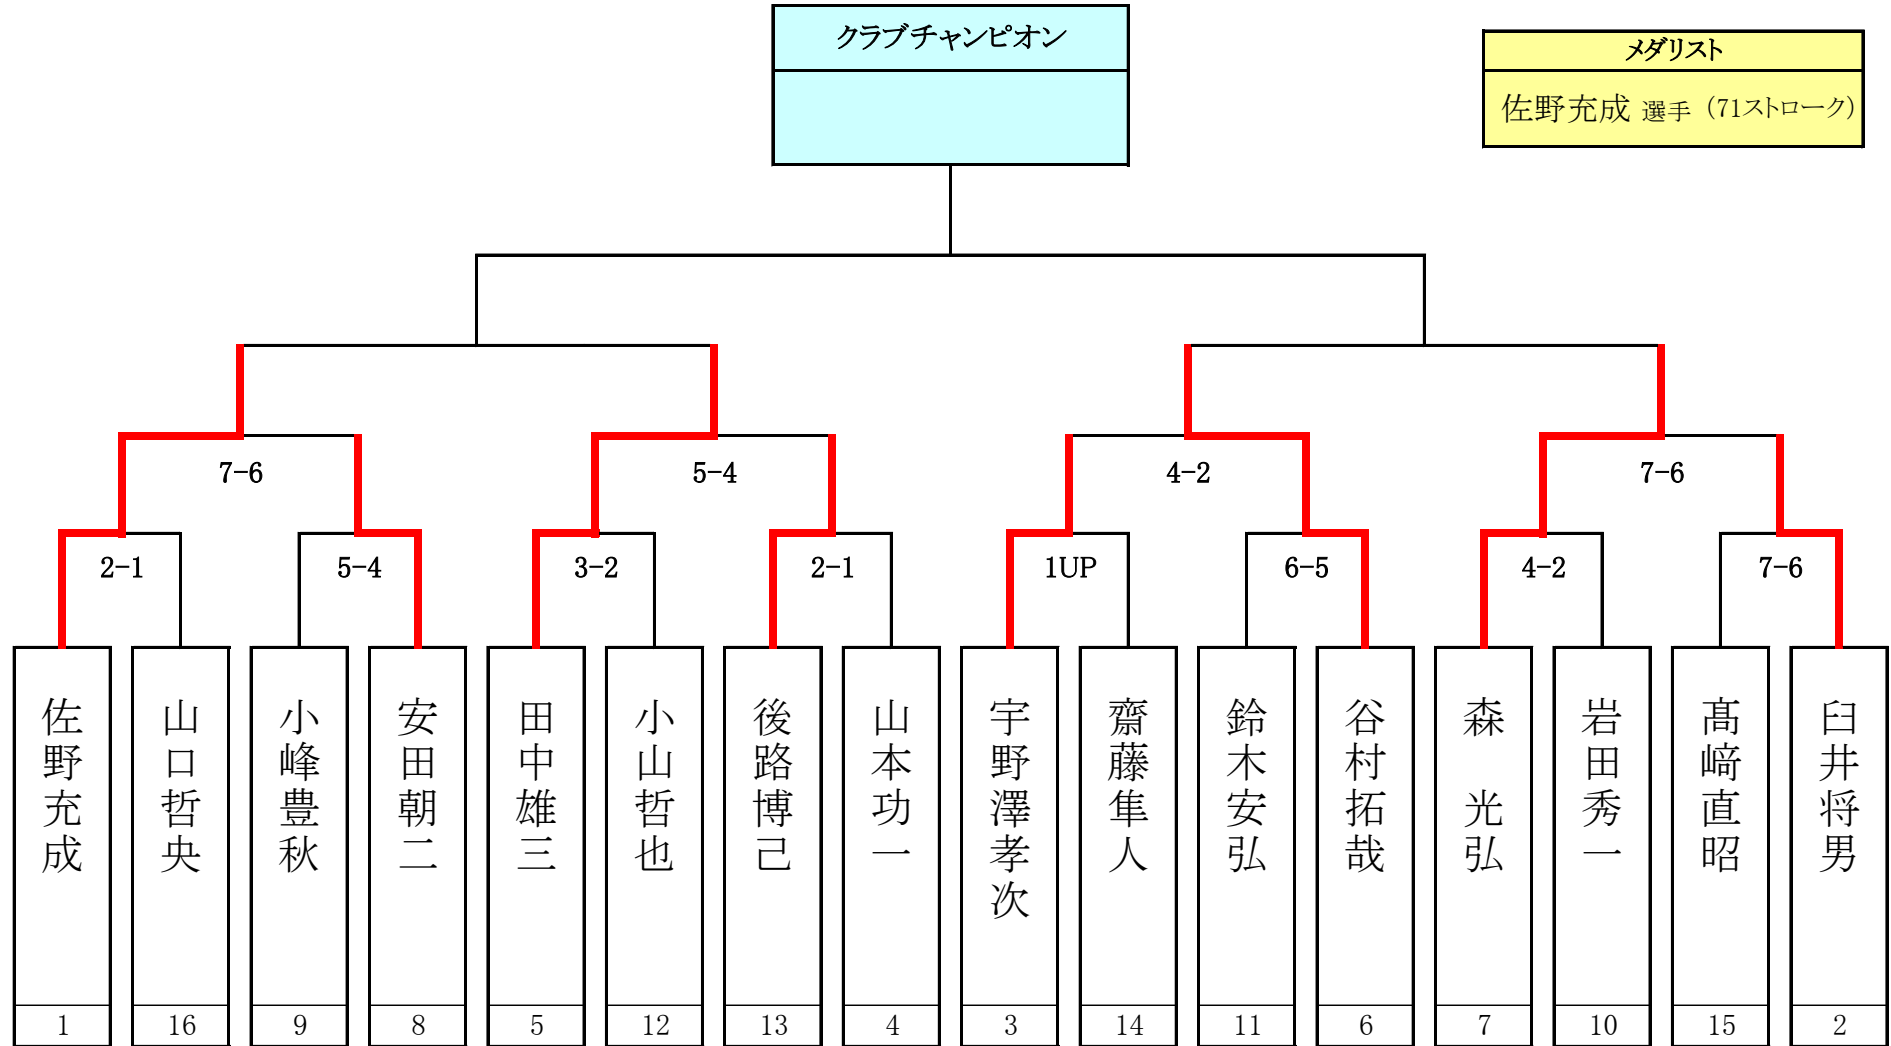 クラブチャンピオン
メダリスト
佐野充成 選手 (71ストローク)
7-6
5-4
4-2
7-6
2-1
5-4
3-2
2-1
1UP
6-5
4-2
7-6
佐野充成
山口哲央
小峰豊秋
安田朝二
田中雄三
小山哲也
後路博己
山本功一
宇野澤孝次
齋藤隼人
鈴木安弘
谷村拓哉
森　光弘
岩田秀一
髙﨑直昭
臼井将男
1
16
9
8
5
12
13
4
3
14
11
6
7
10
15
2